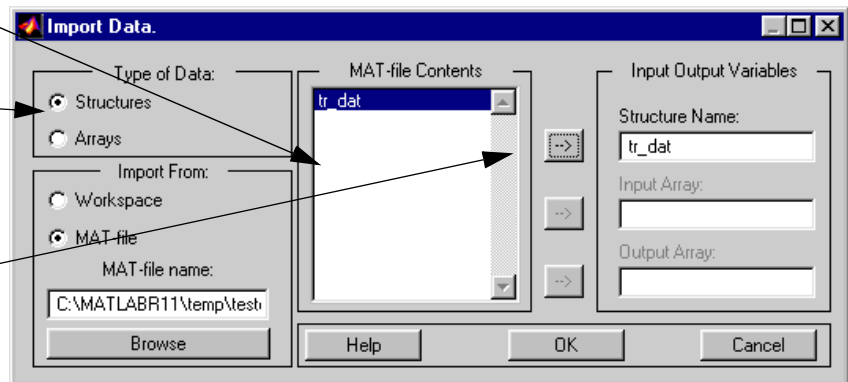 Import Data.
Type of Data:
Structures
Arrays
Import From:
Workspace
MAT-file
MAT-file name:
C:\MATLABR11\temp\test
Browse
MAT-file Contents
tr_dat
-->
-->
-->
Input Output Variables
Structure Name:
tr_dat
Input Array:
Output Array:
Help
OK
Cancel